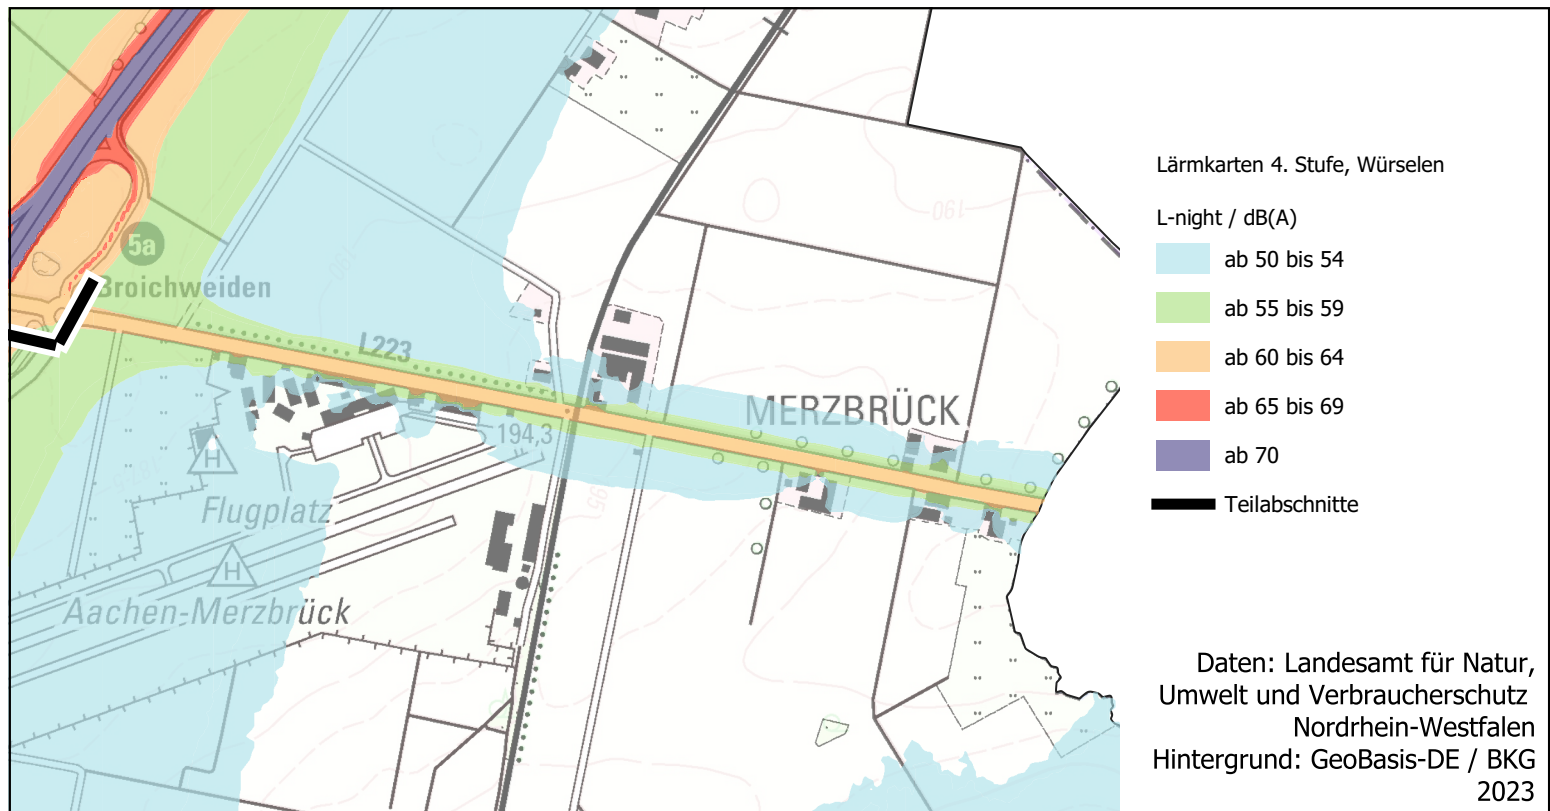 5a
Broichweiden
L223
190
190
MERZBRÜCK
194,3
195
H
Flugplatz
H
Aachen-Merzbrück
Lärmkarten 4. Stufe, Würselen
L-night / dB(A)
ab 50 bis 54
ab 55 bis 59
ab 60 bis 64
ab 65 bis 69
ab 70
Teilabschnitte
Daten: Landesamt für Natur,
Umwelt und Verbraucherschutz
Nordrhein-Westfalen
Hintergrund: GeoBasis-DE / BKG
2023